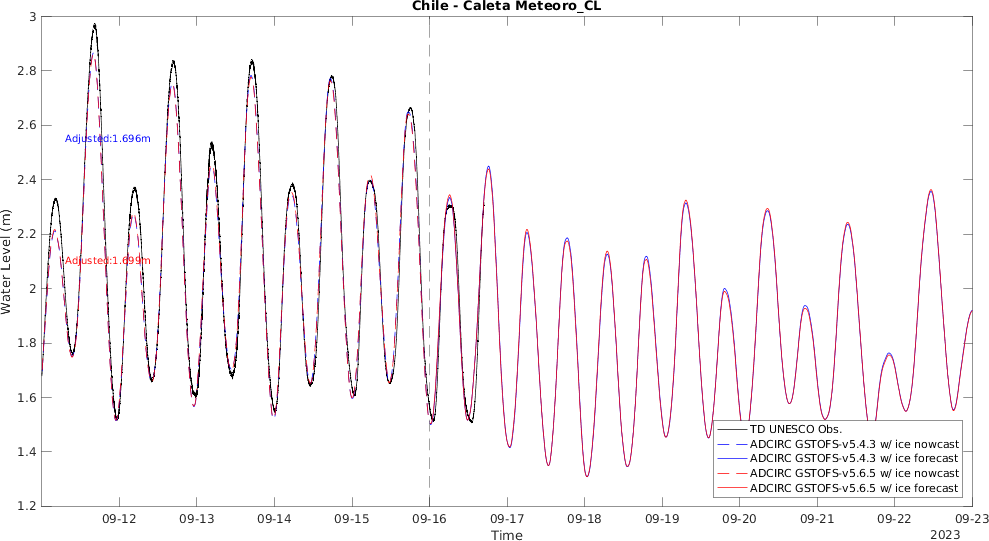 Chile - Caleta Meteoro_CL
3
2.8
2.6
2.4
2.2
2
1.8
1.6
1.4
1.2
Water Level (m)
Adjusted:1.696m
Adjusted:1.699m
TD UNESCO Obs.
ADCIRC GSTOFS-v5.4.3 w/ ice nowcast
ADCIRC GSTOFS-v5.4.3 w/ ice forecast
ADCIRC GSTOFS-v5.6.5 w/ ice nowcast
ADCIRC GSTOFS-v5.6.5 w/ ice forecast
09-12 09-13 09-14 09-15 09-16 09-17 09-18 09-19 09-20 09-21 09-22 09-23
Time
2023